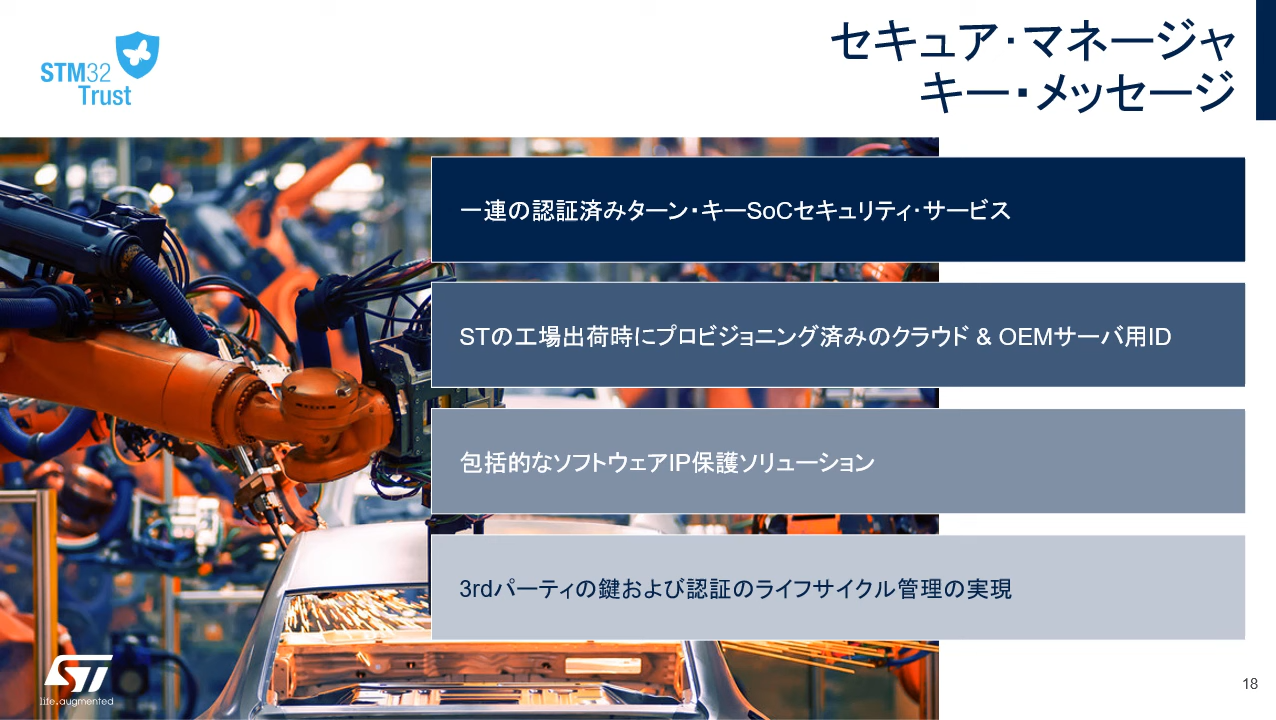 STM32
Trust
セキュア・マネージャ
キー・メッセージ
一連の認証済みターン・キーSoCセキュリティ・サービス
STの工場出荷時にプロビジョニング済みのクラウド & OEMサーバ用ID
包括的なソフトウェアIP保護ソリューション
3rdパーティの鍵および認証のライフサイクル管理の実現
ST
life.augmented
18